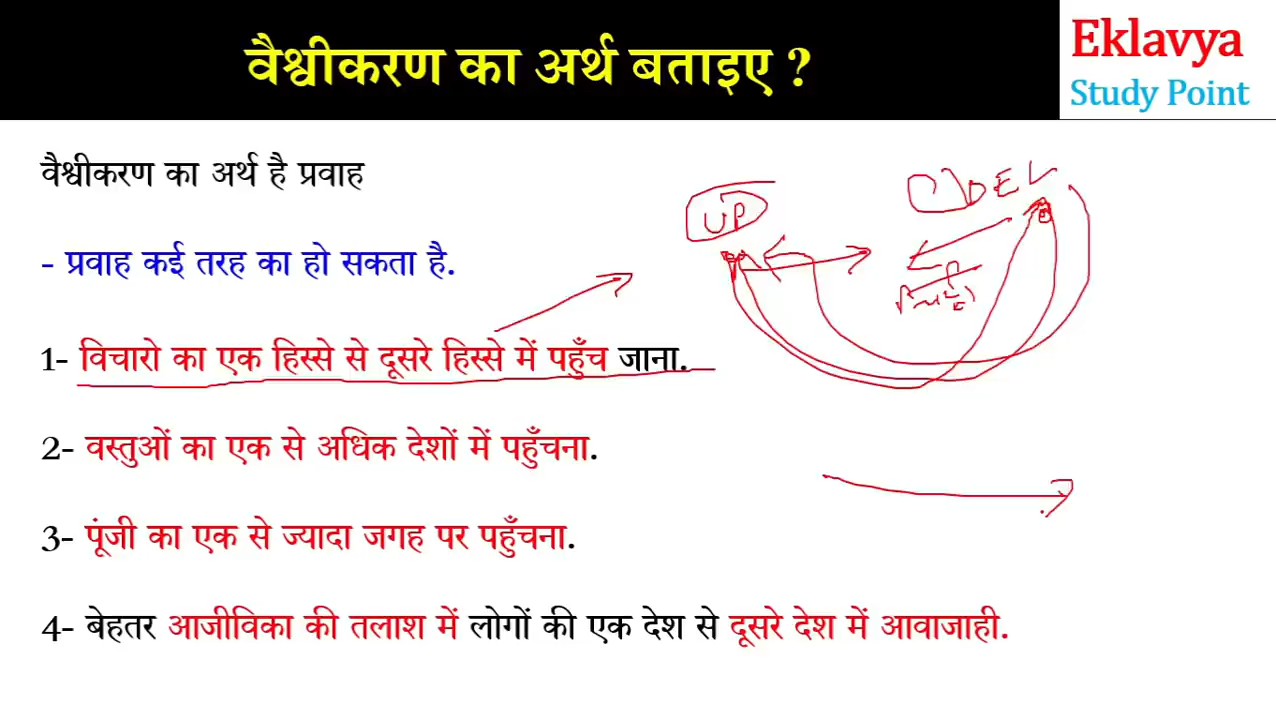 वैश्वीकरण का अर्थ बताइए ?
Eklavya
Study Point
वैश्वीकरण का अर्थ है प्रवाह
UP
DEL
- प्रवाह कई तरह का हो सकता है.
1- विचारो का एक हिस्से से दूसरे हिस्से में पहुँच जाना.
2- वस्तुओं का एक से अधिक देशों में पहुँचना.
3- पूंजी का एक से ज्यादा जगह पर पहुँचना.
4- बेहतर आजीविका की तलाश में लोगों की एक देश से दूसरे देश में आवाजाही.